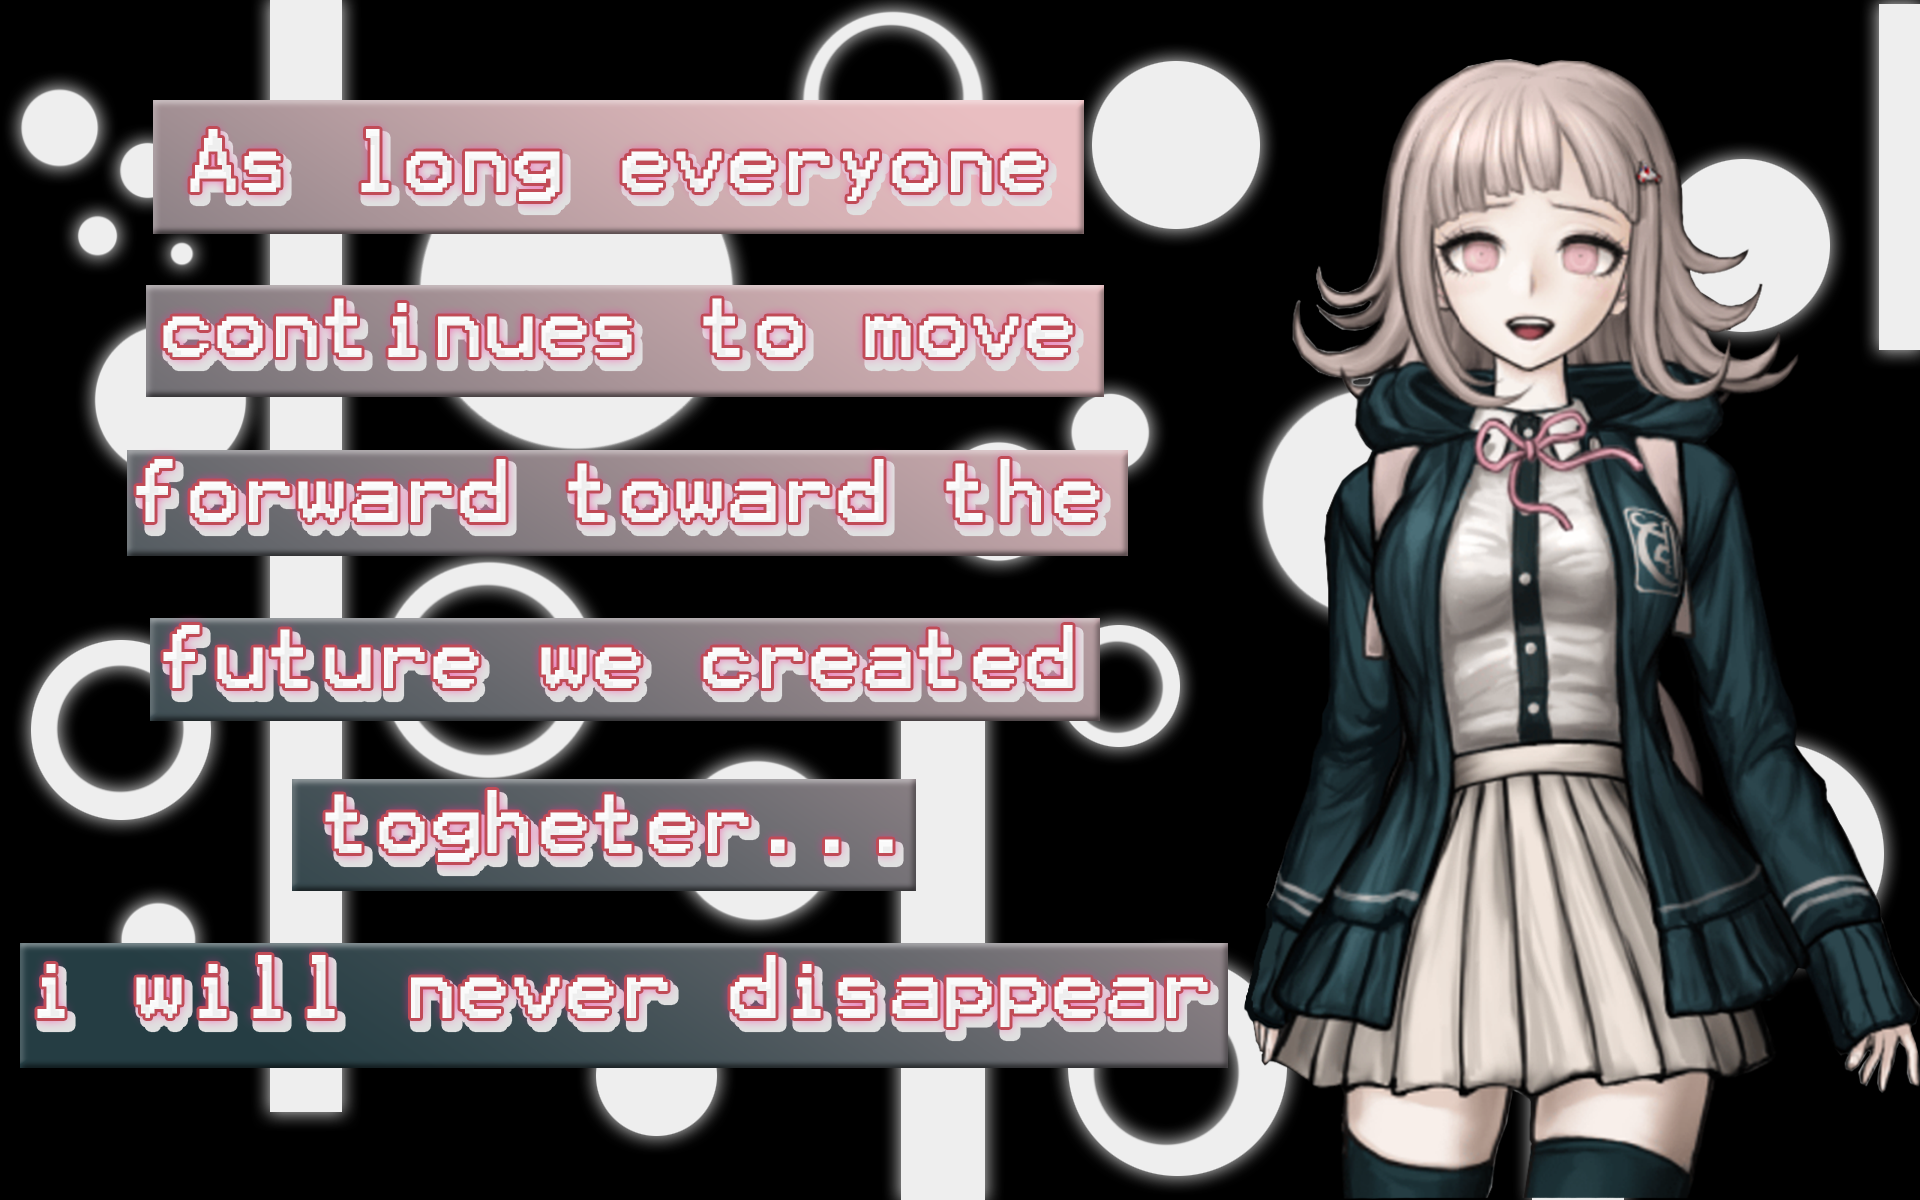 As long everyone
continues to move
forward toward the
future we created
togheter...
i will never disappear